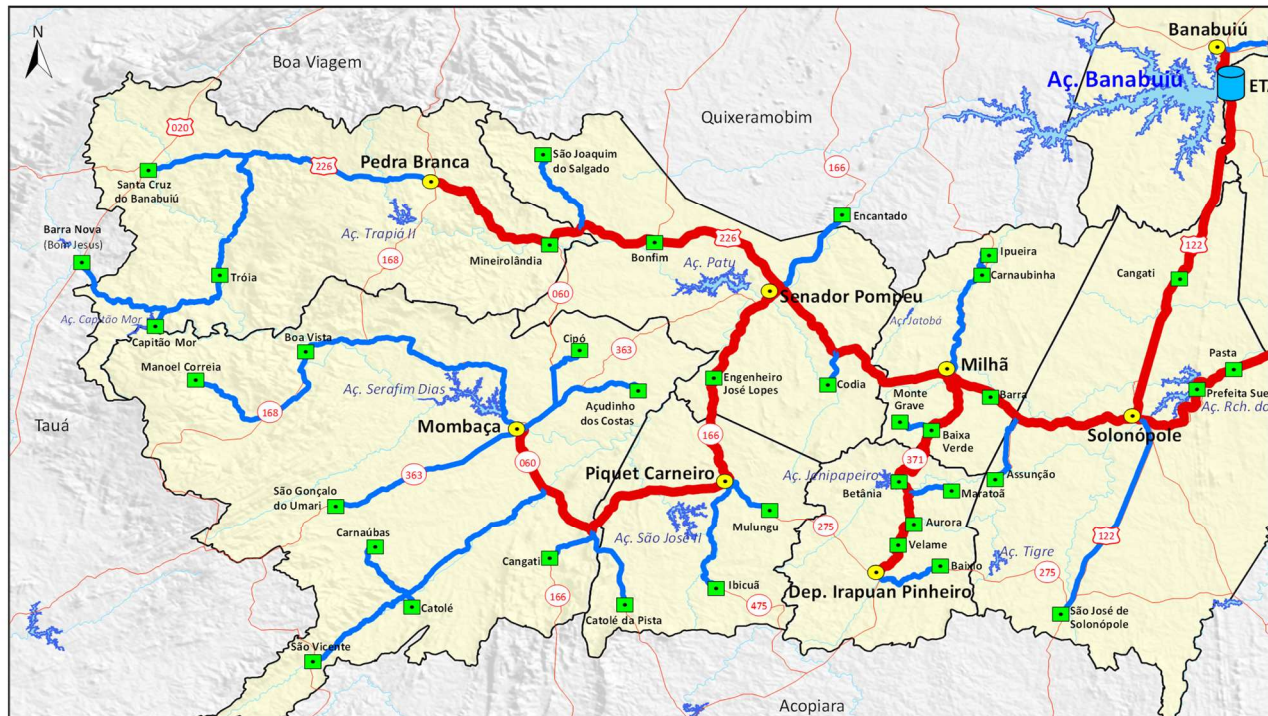 N
Banabuiú
Boa Viagem
Aç. Banabuiú
ET
Quixeramobim
020
226
Pedra Branca
São Joaquim
do Salgado
166
Santa Cruz
do Banabuiú
Encantado
Barra Nova
(Bom Jesus)
Aç. Trapiá II
226
122
Ipueira
Mineirolândia
Bonfim
168
Aç. Patu
Carnaubinha
Cangati
Tróia
060
Senador Pompeu
Aç. Capitão Mor
Aç. Jatobá
Capitão Mor
Boa Vista
Cipó
363
Pasta
Manoel Correia
Milhã
Engenheiro
José Lopes
Codia
Aç. Serafim Dias
Açudinho
dos Costas
Monte
Grave
Barra
Prefeita Sue
Aç. Rch. do
168
Tauá
Mombaça
Baixa
Verde
Solonópole
166
060
371
363
Piquet Carneiro
Aç. Jenipapeiro
Betânia
Maratoã
Assunção
São Gonçalo
do Umari
Mulungu
275
Aurora
Carnaúbas
Aç. São José II
122
Cangati
Velame
Aç. Tigre
Baixio
275
Ibicuã
Dep. Irapuan Pinheiro
166
475
Catolé
Catolé da Pista
São José de
Solonópole
São Vicente
Acopiara